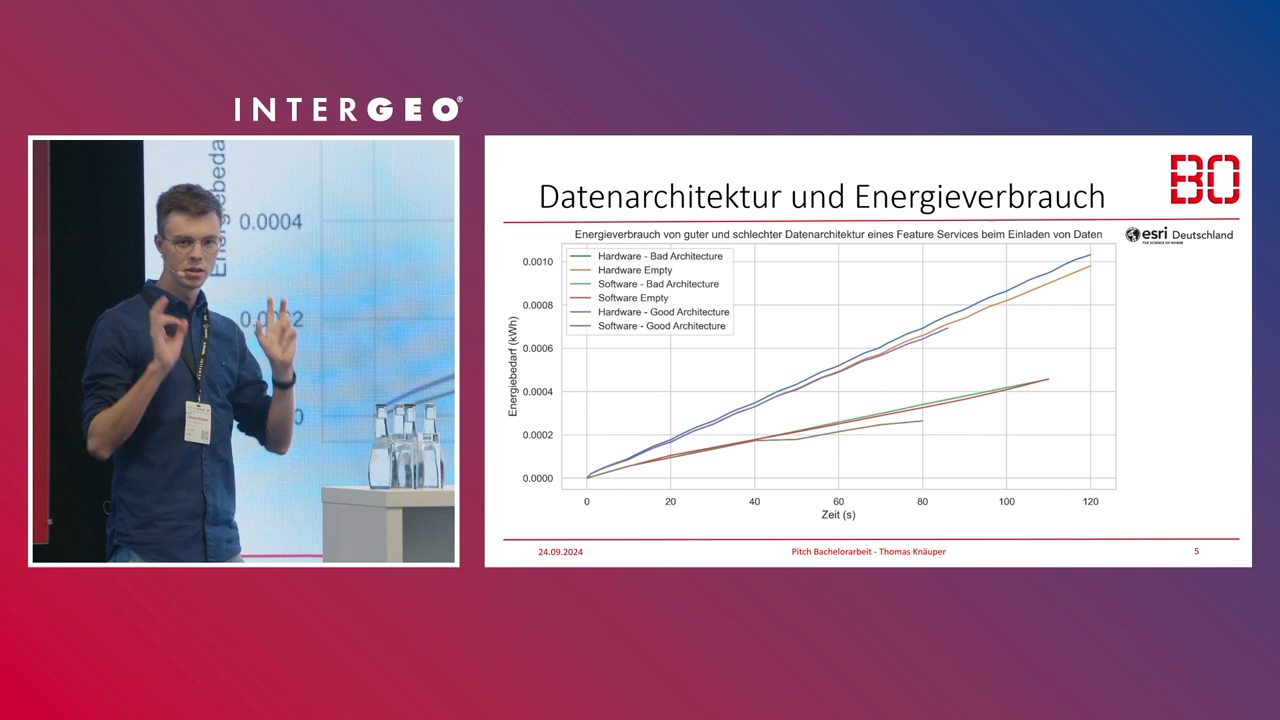 INTERGEO®
Energiebeda
0.0004
Datenarchitektur und Energieverbrauch
BO
esri Deutschland
THE SCIENCE OF WHERE
Energieverbrauch von guter und schlechter Datenarchitektur eines Feature Services beim Einladen von Daten
Hardware - Bad Architecture
Hardware Empty
Software - Bad Architecture
Software Empty
Hardware - Good Architecture
Software - Good Architecture
Energiebedarf (kWh)
0.0010
0.0008
0.0006
0.0004
0.0002
0.0000
0 20 40 60 80 100 120
Zeit (s)
24.09.2024 Pitch Bachelorarbeit - Thomas Knäuper 5